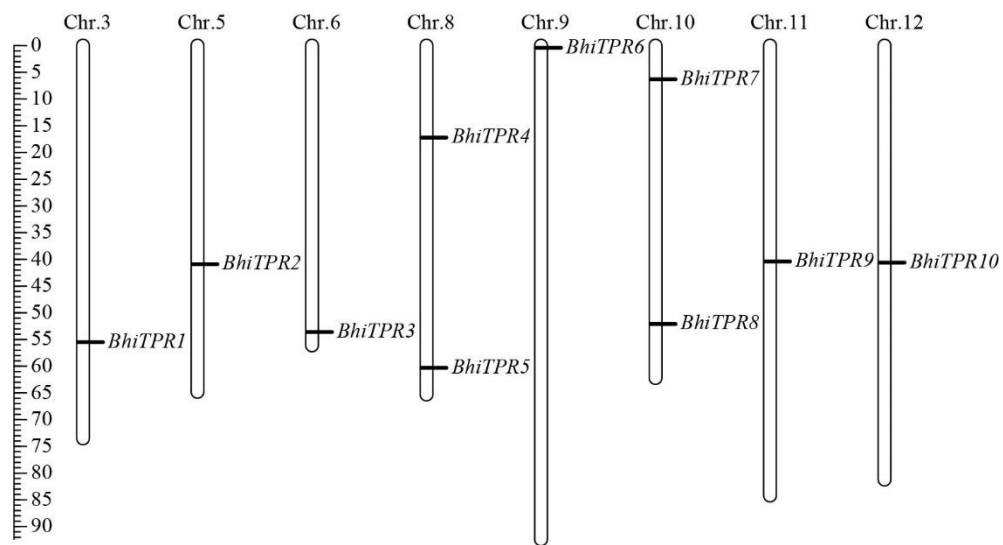 Chr.3 Chr.5 Chr.6 Chr.8 Chr.9 Chr.10 Chr.11 Chr.12
0
BhiTPR6
5
BhiTPR7
10
15
BhiTPR4
20
25
30
35
40
BhiTPR2 BhiTPR9 BhiTPR10
45
50
BhiTPR3 BhiTPR8
55
BhiTPR1
60
BhiTPR5
65
70
75
80
85
90